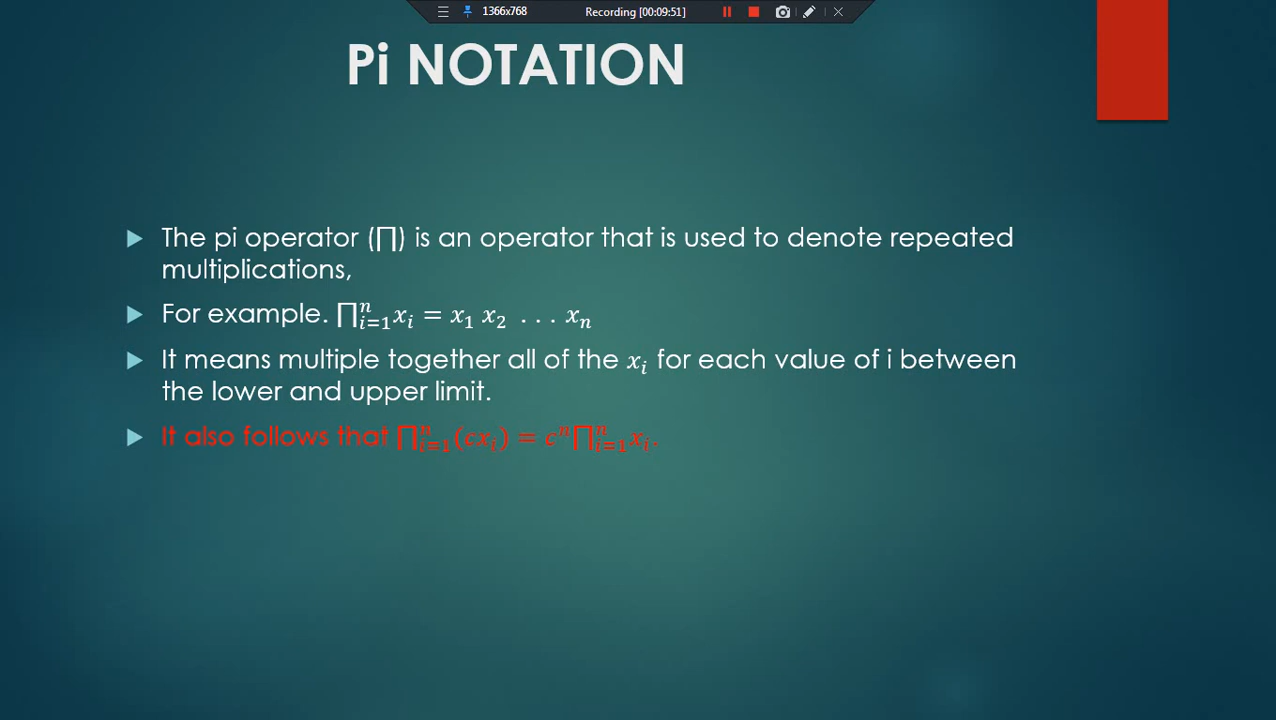 1366x768 Recording [00:09:51]
Pi NOTATION
The pi operator (∏) is an operator that is used to denote repeated
multiplications,
For example. ∏ⁿᵢ₌₁ xᵢ = x₁ x₂ . . . xₙ
It means multiple together all of the xᵢ for each value of i between
the lower and upper limit.
It also follows that ∏ⁿᵢ₌₁(cxᵢ) = cⁿ∏ⁿᵢ₌₁xᵢ.